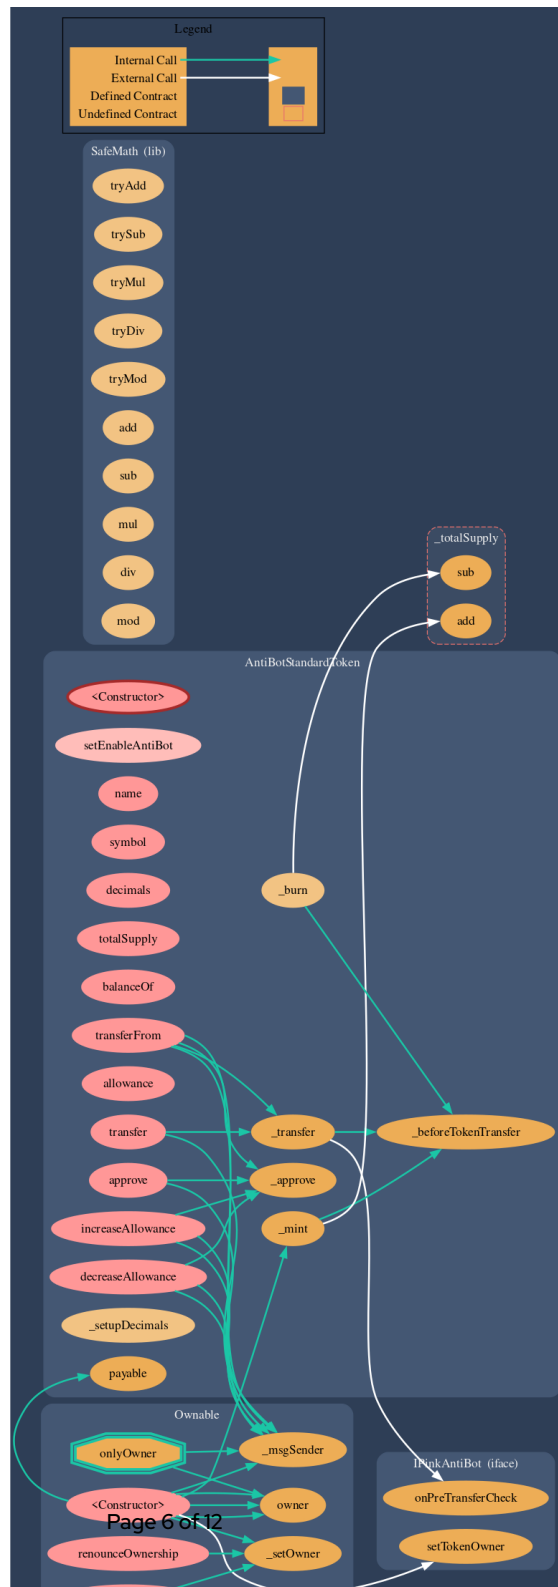 Legend
Internal Call
External Call
Defined Contract
Undefined Contract
SafeMath (lib)
tryAdd
trySub
tryMul
tryDiv
tryMod
add
sub
mul
div
mod
_totalSupply
sub
add
AntiBotStandardToken
<Constructor>
setEnableAntiBot
name
symbol
decimals
_burn
totalSupply
balanceOf
transferFrom
allowance
transfer
_transfer
_beforeTokenTransfer
approve
_approve
increaseAllowance
_mint
decreaseAllowance
_setupDecimals
payable
Ownable
onlyOwner
_msgSender
IPinkAntiBot (iface)
<Constructor>
owner
onPreTransferCheck
Page 6 of 12
renounceOwnership
_setOwner
setTokenOwner